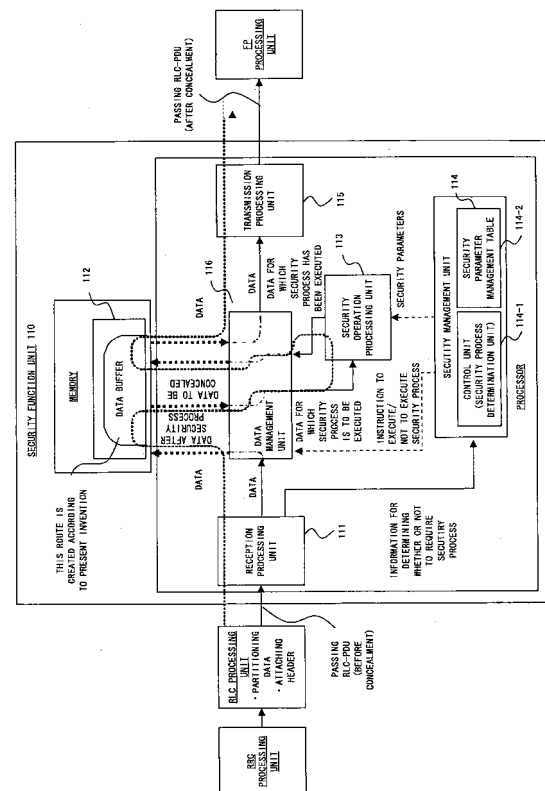 SECURITY FUNCTION UNIT 110
THIS ROUTE IS
CREATED ACCORDING
TO PRESENT INVENTION
MEMORY
112
DATA BUFFER
DATA
DATA AFTER
SECURITY
PROCESS
DATA TO BE
CONCEALED
DATA
RRC
PROCESSING
UNIT
RLC PROCESSING
UNIT
・PARTITIONING
DATA
・ATTACHING
HEADER
PASSING
RLC-PDU
(BEFORE
CONCEALMENT)
RECEPTION
PROCESSING
UNIT
111
DATA
DATA
MANAGEMENT
UNIT
116
DATA
DATA FOR
WHICH
SECURITY
PROCESS HAS
BEEN EXECUTED
TRANSMISSION
PROCESSING
UNIT
115
PASSING RLC-PDU
(AFTER CONCEALMENT)
FP
PROCESSING
UNIT
DATA FOR
WHICH
SECURITY
PROCESS
IS TO BE
EXECUTED
SECURITY
OPERATION
PROCESSING UNIT
113
INSTRUCTION TO
EXECUTE/
NOT TO EXECUTE
SECURITY PROCESS
SECURITY PARAMETERS
INFORMATION FOR
DETERMINING
WHETHER OR NOT
TO REQUIRE
SECUTIRY
PROCESS
SECUTITY MANAGEMENT UNIT
114
CONTROL UNIT
(SECURITY PROCESS
DETERMINATION UNIT)
114-1
SECURITY
PARAMETER
MANAGEMENT TABLE
114-2
PROCESSOR